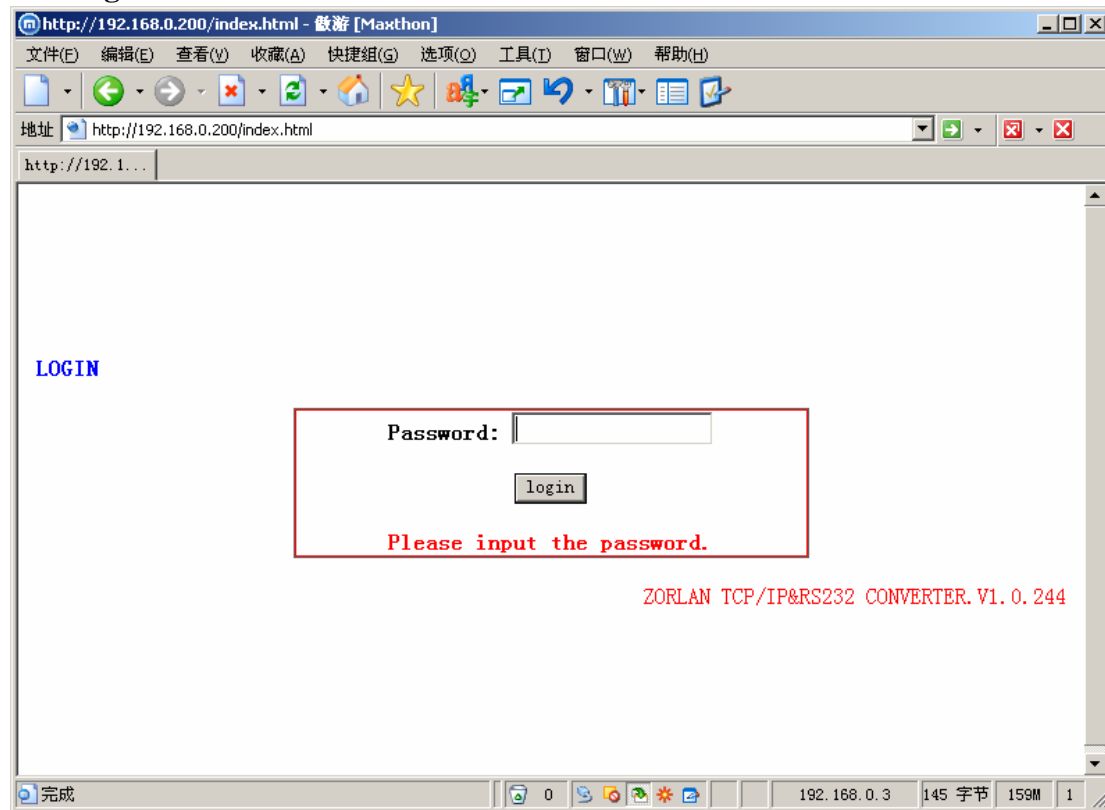 http://192.168.0.200/index.html - 傲游 [Maxthon]
文件(F) 编辑(E) 查看(V) 收藏(A) 快捷组(G) 选项(O) 工具(T) 窗口(W) 帮助(H)
地址 http://192.168.0.200/index.html
http://192.1...
LOGIN
Password:
login
Please input the password.
ZORLAN TCP/IP&RS232 CONVERTER.V1.0.244
完成 0 192.168.0.3 145 字节 159M 1